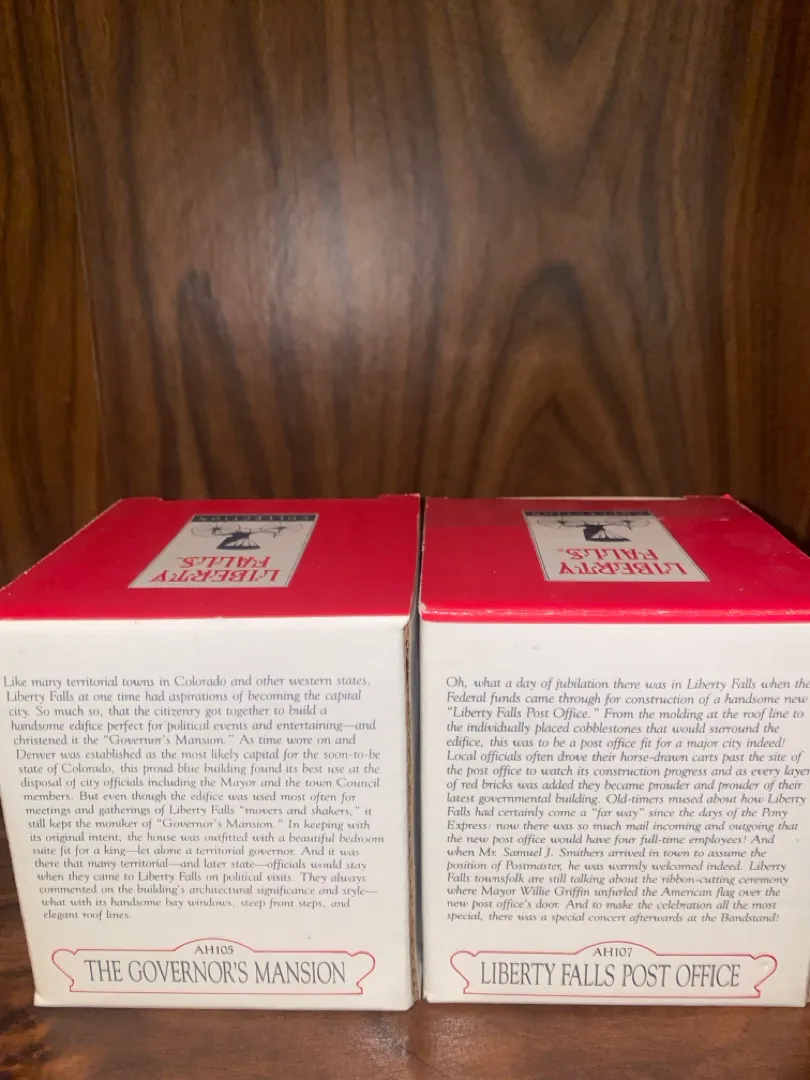 COLLECTION
LIBERTY
FALLS
COLLECTION
LIBERTY
FALLS
Like many territorial towns in Colorado and other western states,
Liberty Falls at one time had aspirations of becoming the capital
city. So much so, that the citizenry got together to build a
handsome edifice perfect for political events and entertaining—and
christened it the "Governor's Mansion." As time wore on and
Denver was established as the most likely capital for the soon-to-be
state of Colorado, this proud blue building found its best use at the
disposal of city officials including the Mayor and the town Council
members. But even though the edifice was used most often for
meetings and gatherings of Liberty Falls "movers and shakers," it
still kept the moniker of "Governor's Mansion." In keeping with
its original intent, the house was outfitted with a beautiful bedroom
suite fit for a king—let alone a territorial governor. And it was
there that many territorial—and later state—officials would stay
when they came to Liberty Falls on political visits. They always
commented on the building's architectural significance and style—
what with its handsome bay windows, steep front steps, and
elegant roof lines.
AH105
THE GOVERNOR'S MANSION
Oh, what a day of jubilation there was in Liberty Falls when the
Federal funds came through for construction of a handsome new
"Liberty Falls Post Office." From the molding at the roof line to
the individually placed cobblestones that would surround the
edifice, this was to be a post office fit for a major city indeed!
Local officials often drove their horse-drawn carts past the site of
the post office to watch its construction progress and as every layer
of red bricks was added they became prouder and prouder of their
latest governmental building. Old-timers mused about how Liberty
Falls had certainly come a "far way" since the days of the Pony
Express: now there was so much mail incoming and outgoing that
the new post office would have four full-time employees! And
when Mr. Samuel J. Smithers arrived in town to assume the
position of Postmaster, he was warmly welcomed indeed. Liberty
Falls townsfolk are still talking about the ribbon-cutting ceremony
where Mayor Willie Griffin unfurled the American flag over the
new post office's door. And to make the celebration all the most
special, there was a special concert afterwards at the Bandstand!
AH107
LIBERTY FALLS POST OFFICE